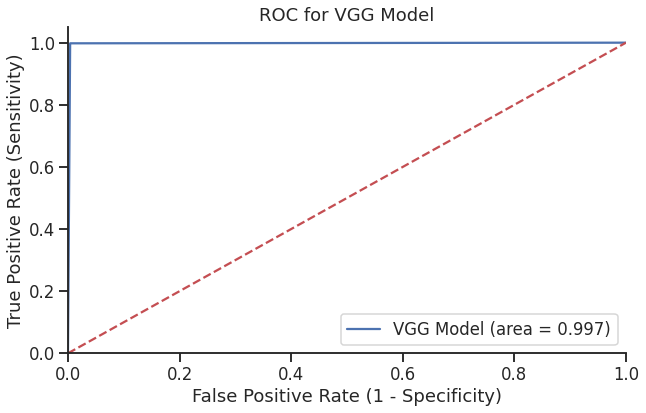 ROC for VGG Model
True Positive Rate (Sensitivity)
1.0
0.8
0.6
0.4
0.2
0.0
VGG Model (area = 0.997)
0.0 0.2 0.4 0.6 0.8 1.0
False Positive Rate (1 - Specificity)